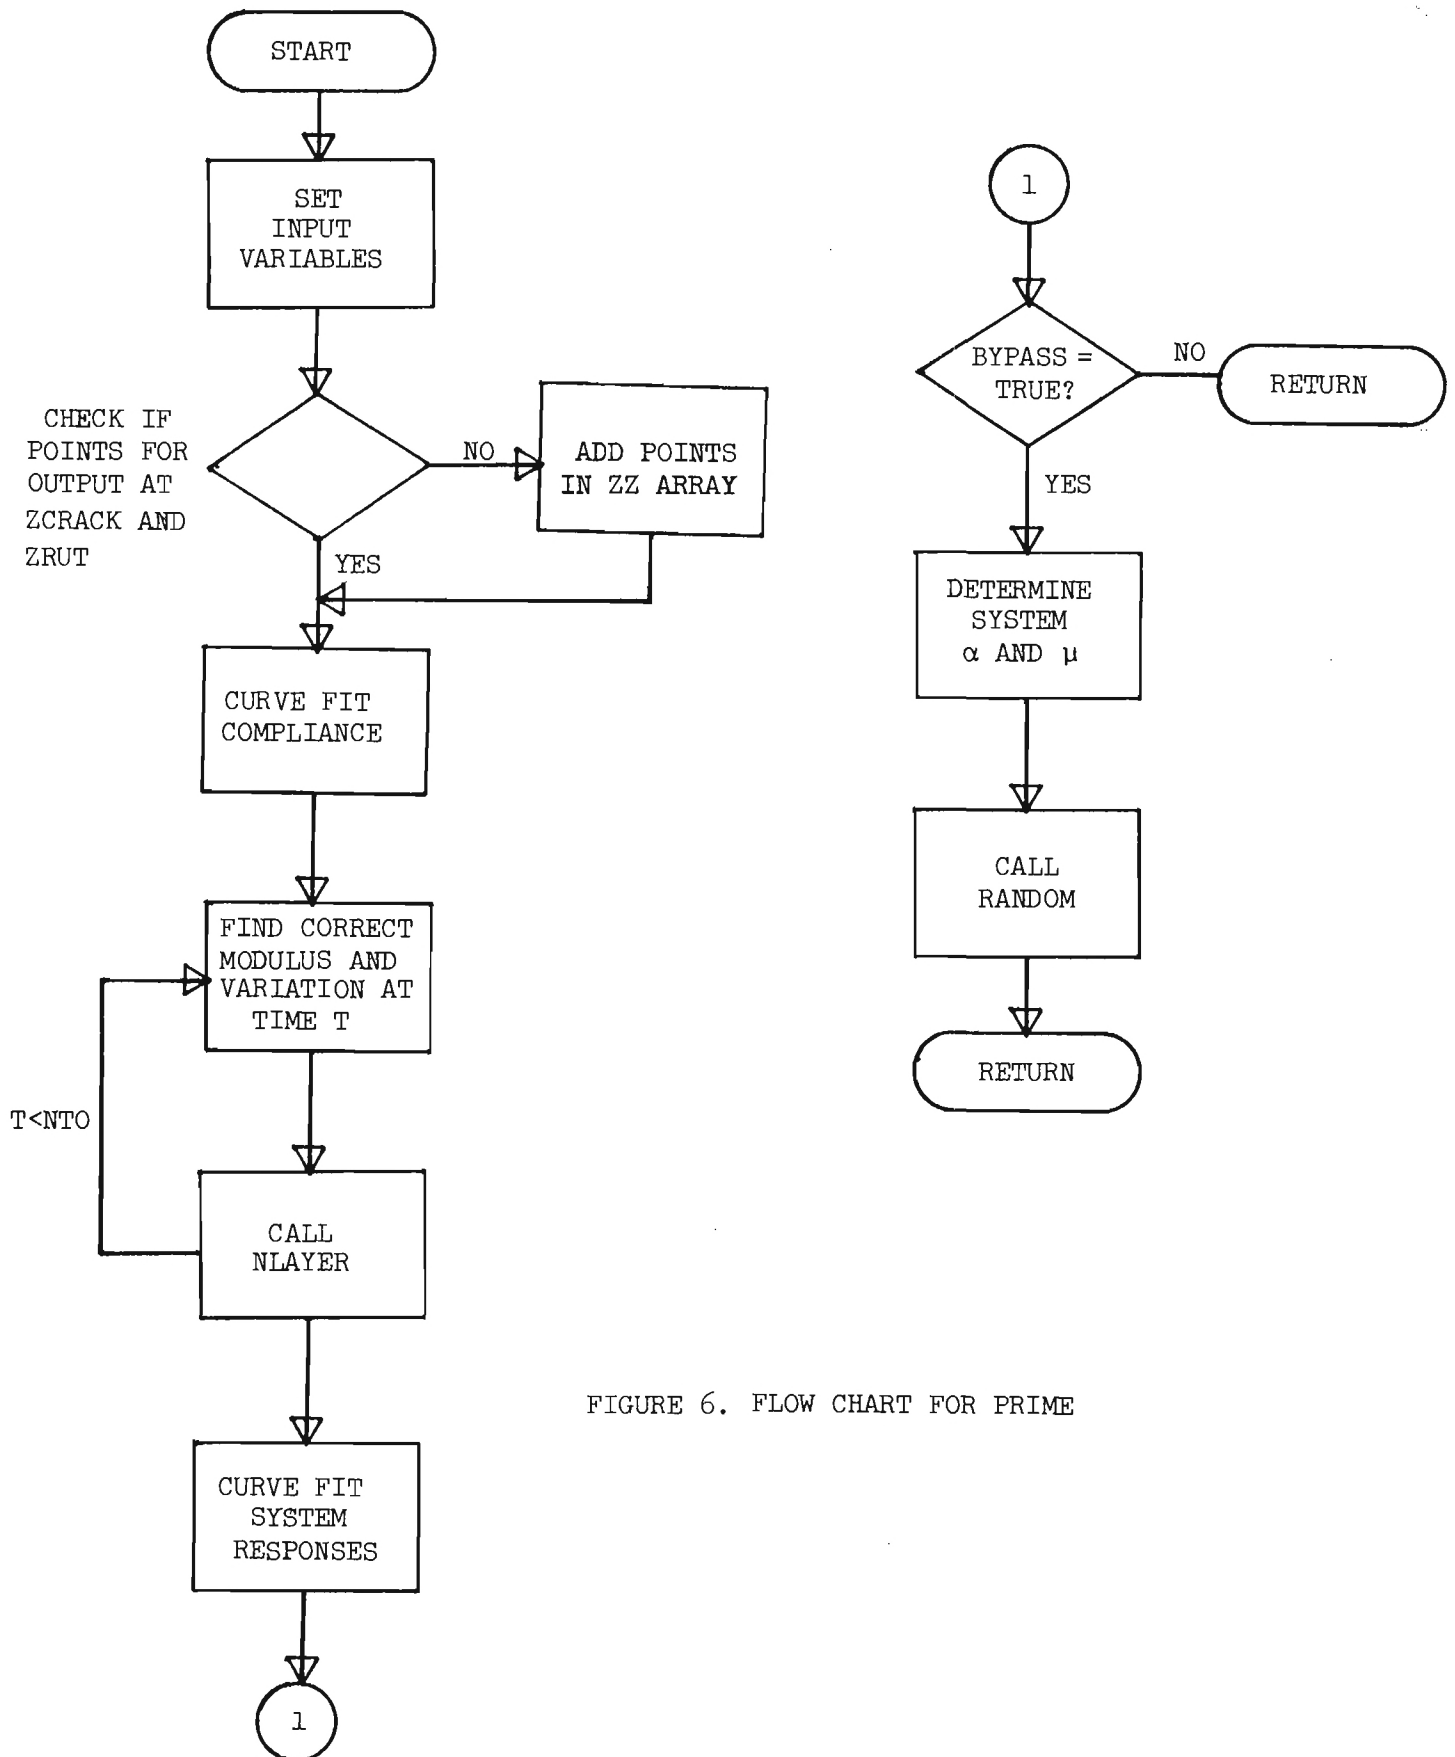 START
SET
INPUT
VARIABLES
CHECK IF
POINTS FOR
OUTPUT AT
ZCRACK AND
ZRUT
NO
ADD POINTS
IN ZZ ARRAY
YES
CURVE FIT
COMPLIANCE
FIND CORRECT
MODULUS AND
VARIATION AT
TIME T
T<NTO
CALL
NLAYER
CURVE FIT
SYSTEM
RESPONSES
1
1
BYPASS =
TRUE?
NO
RETURN
YES
DETERMINE
SYSTEM
α AND μ
CALL
RANDOM
RETURN
FIGURE 6. FLOW CHART FOR PRIME